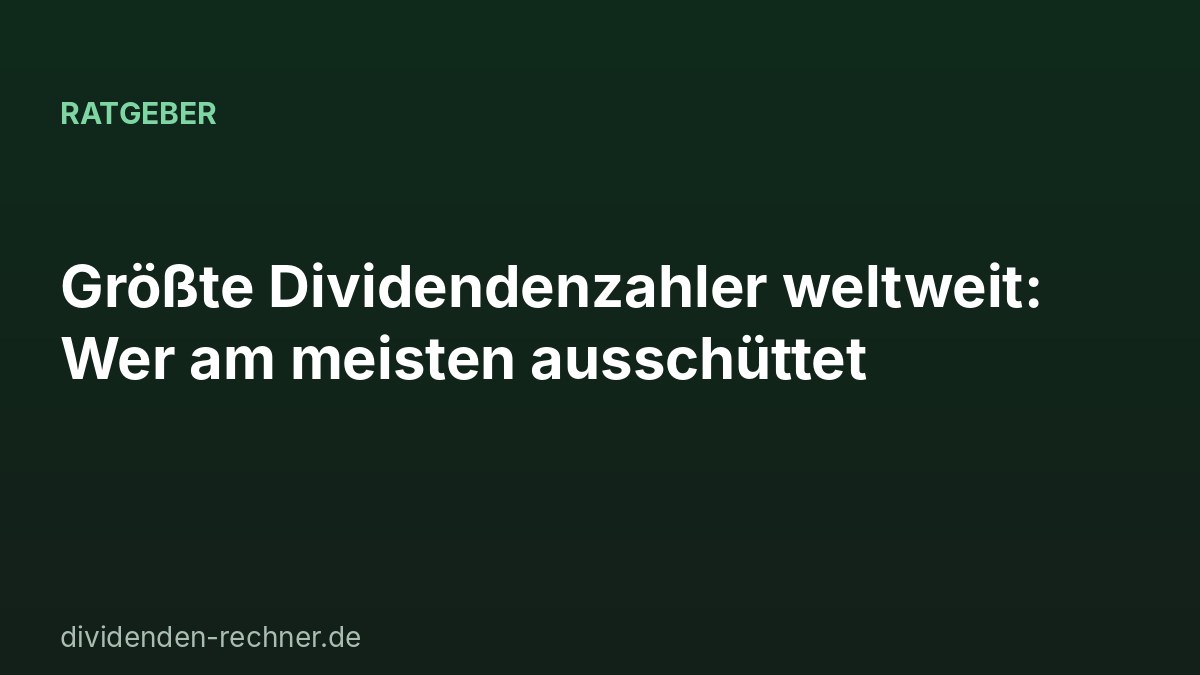 RATGEBER
Größte Dividendenzahler weltweit:
Wer am meisten ausschüttet
dividenden-rechner.de